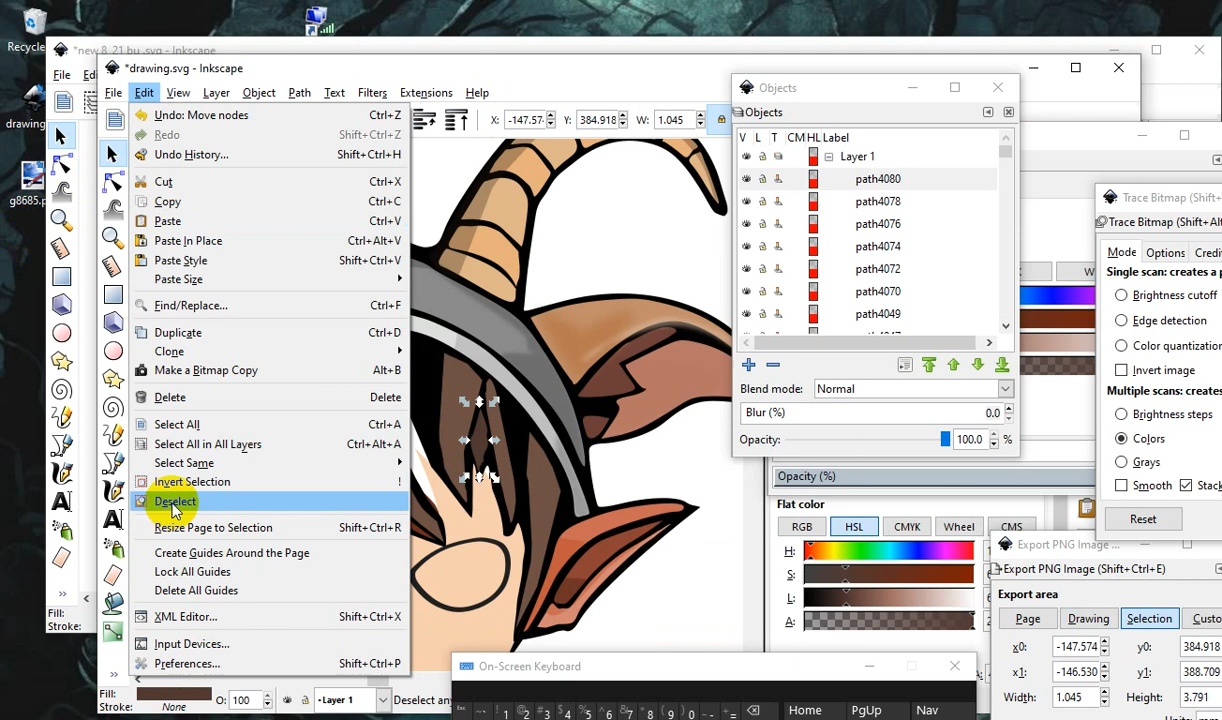 Recycle
drawing
g8685.p
*new 8_21 bu .svg - Inkscape
File
*drawing.svg - Inkscape
File Edit View Layer Object Path Text Filters Extensions Help
X: -147.57 Y: 384.918 W: 1.045
Undo: Move nodes Ctrl+Z
Redo Shift+Ctrl+Z
Undo History... Shift+Ctrl+H
Cut Ctrl+X
Copy Ctrl+C
Paste Ctrl+V
Paste In Place Ctrl+Alt+V
Paste Style Shift+Ctrl+V
Paste Size
Find/Replace... Ctrl+F
Duplicate Ctrl+D
Clone
Make a Bitmap Copy Alt+B
Delete Delete
Select All Ctrl+A
Select All in All Layers Ctrl+Alt+A
Select Same
Invert Selection !
Deselect
Resize Page to Selection Shift+Ctrl+R
Create Guides Around the Page
Lock All Guides
Delete All Guides
XML Editor... Shift+Ctrl+X
Input Devices...
Preferences... Shift+Ctrl+P
Fill:
Stroke:
Fill:
Stroke: None
O: 100
Layer 1
Deselect any
Objects
Objects
V L T CM HL Label
Layer 1
path4080
path4078
path4076
path4074
path4072
path4070
path4049
Blend mode: Normal
Blur (%) 0.0
Opacity: 100.0 %
Opacity (%)
Flat color
RGB HSL CMYK Wheel CMS
H:
S:
L:
A:
Trace Bitmap (Shift+
Trace Bitmap (Shift+Al
Mode Options Credi
Single scan: creates a p
Brightness cutoff
Edge detection
Color quantization
Invert image
Multiple scans: creates
Brightness steps
Colors
Grays
Smooth Stack
Reset
Export PNG Image ...
Export PNG Image (Shift+Ctrl+E)
Export area
Page Drawing Selection Custo
x0: -147.574 y0: 384.918
x1: -146.530 y1: 388.709
Width: 1.045 Height: 3.791
On-Screen Keyboard
Home PgUp Nav